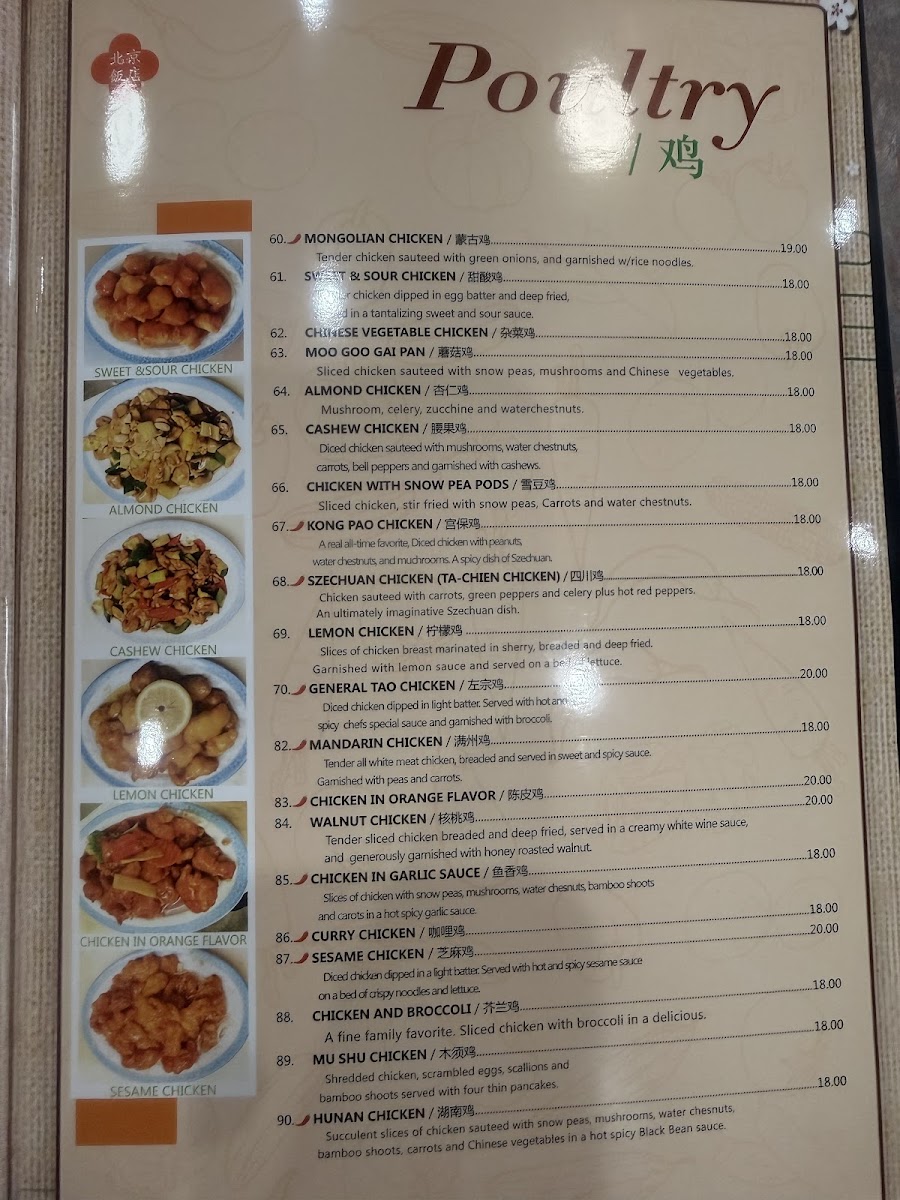 北京
飯店
Poultry
/ 鸡
60. MONGOLIAN CHICKEN / 蒙古鸡 19.00
Tender chicken sauteed with green onions, and garnished w/rice noodles.
61. SWEET & SOUR CHICKEN / 甜酸鸡 18.00
chicken dipped in egg batter and deep fried,
in a tantalizing sweet and sour sauce.
62. CHINESE VEGETABLE CHICKEN / 杂菜鸡 18.00
63. MOO GOO GAI PAN / 蘑菇鸡 18.00
Sliced chicken sauteed with snow peas, mushrooms and Chinese vegetables.
64. ALMOND CHICKEN / 杏仁鸡 18.00
Mushroom, celery, zucchine and waterchestnuts.
65. CASHEW CHICKEN / 腰果鸡 18.00
Diced chicken sauteed with mushrooms, water chestnuts,
carrots, bell peppers and garnished with cashews.
66. CHICKEN WITH SNOW PEA PODS / 雪豆鸡 18.00
Sliced chicken, stir fried with snow peas, Carrots and water chestnuts.
67. KONG PAO CHICKEN / 宫保鸡 18.00
A real all-time favorite, Diced chicken with peanuts,
water chestnuts, and muchrooms. A spicy dish of Szechuan.
68. SZECHUAN CHICKEN (TA-CHIEN CHICKEN) / 四川鸡 18.00
Chicken sauteed with carrots, green peppers and celery plus hot red peppers.
An ultimately imaginative Szechuan dish.
69. LEMON CHICKEN / 柠檬鸡 18.00
Slices of chicken breast marinated in sherry, breaded and deep fried.
Garnished with lemon sauce and served on a bed of lettuce.
70. GENERAL TAO CHICKEN / 左宗鸡 20.00
Diced chicken dipped in light batter. Served with hot and
spicy chefs special sauce and garnished with broccoli.
82. MANDARIN CHICKEN / 满州鸡 18.00
Tender all white meat chicken, breaded and served in sweet and spicy sauce.
Garnished with peas and carrots.
83. CHICKEN IN ORANGE FLAVOR / 陈皮鸡 20.00
84. WALNUT CHICKEN / 核桃鸡 20.00
Tender sliced chicken breaded and deep fried, served in a creamy white wine sauce,
and generously garnished with honey roasted walnut.
85. CHICKEN IN GARLIC SAUCE / 鱼香鸡 18.00
Slices of chicken with snow peas, mushrooms, water chesnuts, bamboo shoots
and carots in a hot spicy garlic sauce.
86. CURRY CHICKEN / 咖喱鸡 18.00
87. SESAME CHICKEN / 芝麻鸡 20.00
Diced chicken dipped in a light batter. Served with hot and spicy sesame sauce
on a bed of crispy noodles and lettuce.
88. CHICKEN AND BROCCOLI / 芥兰鸡 18.00
A fine family favorite. Sliced chicken with broccoli in a delicious.
89. MU SHU CHICKEN / 木须鸡 18.00
Shredded chicken, scrambled eggs, scallions and
bamboo shoots served with four thin pancakes.
90. HUNAN CHICKEN / 湖南鸡 18.00
Succulent slices of chicken sauteed with snow peas, mushrooms, water chesnuts,
bamboo shoots, carrots and Chinese vegetables in a hot spicy Black Bean sauce.
SWEET &SOUR CHICKEN
ALMOND CHICKEN
CASHEW CHICKEN
LEMON CHICKEN
CHICKEN IN ORANGE FLAVOR
SESAME CHICKEN